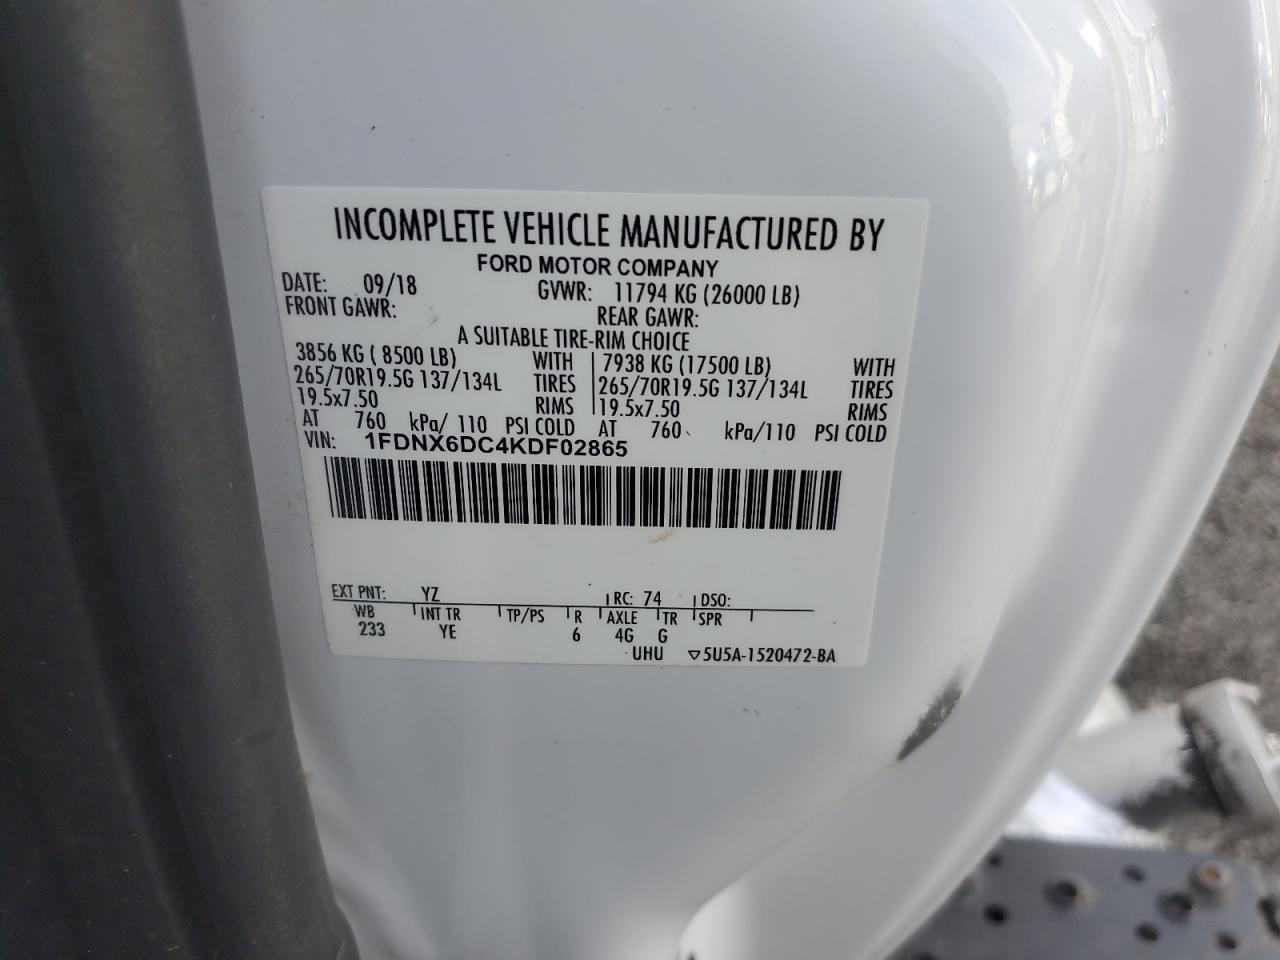 INCOMPLETE VEHICLE MANUFACTURED BY
FORD MOTOR COMPANY
DATE: 09/18 GVWR: 11794 KG (26000 LB)
FRONT GAWR: REAR GAWR:
A SUITABLE TIRE-RIM CHOICE
3856 KG ( 8500 LB) WITH 7938 KG (17500 LB) WITH
265/70R19.5G 137/134L TIRES 265/70R19.5G 137/134L TIRES
19.5x7.50 RIMS 19.5x7.50 RIMS
AT 760 kPa/ 110 PSI COLD AT 760 kPa/110 PSI COLD
VIN: 1FDNX6DC4KDF02865
EXT PNT: YZ RC: 74 DSO:
WB INT TR TP/PS R AXLE TR SPR
233 YE 6 4G G
UHU ▽5U5A-1520472-BA